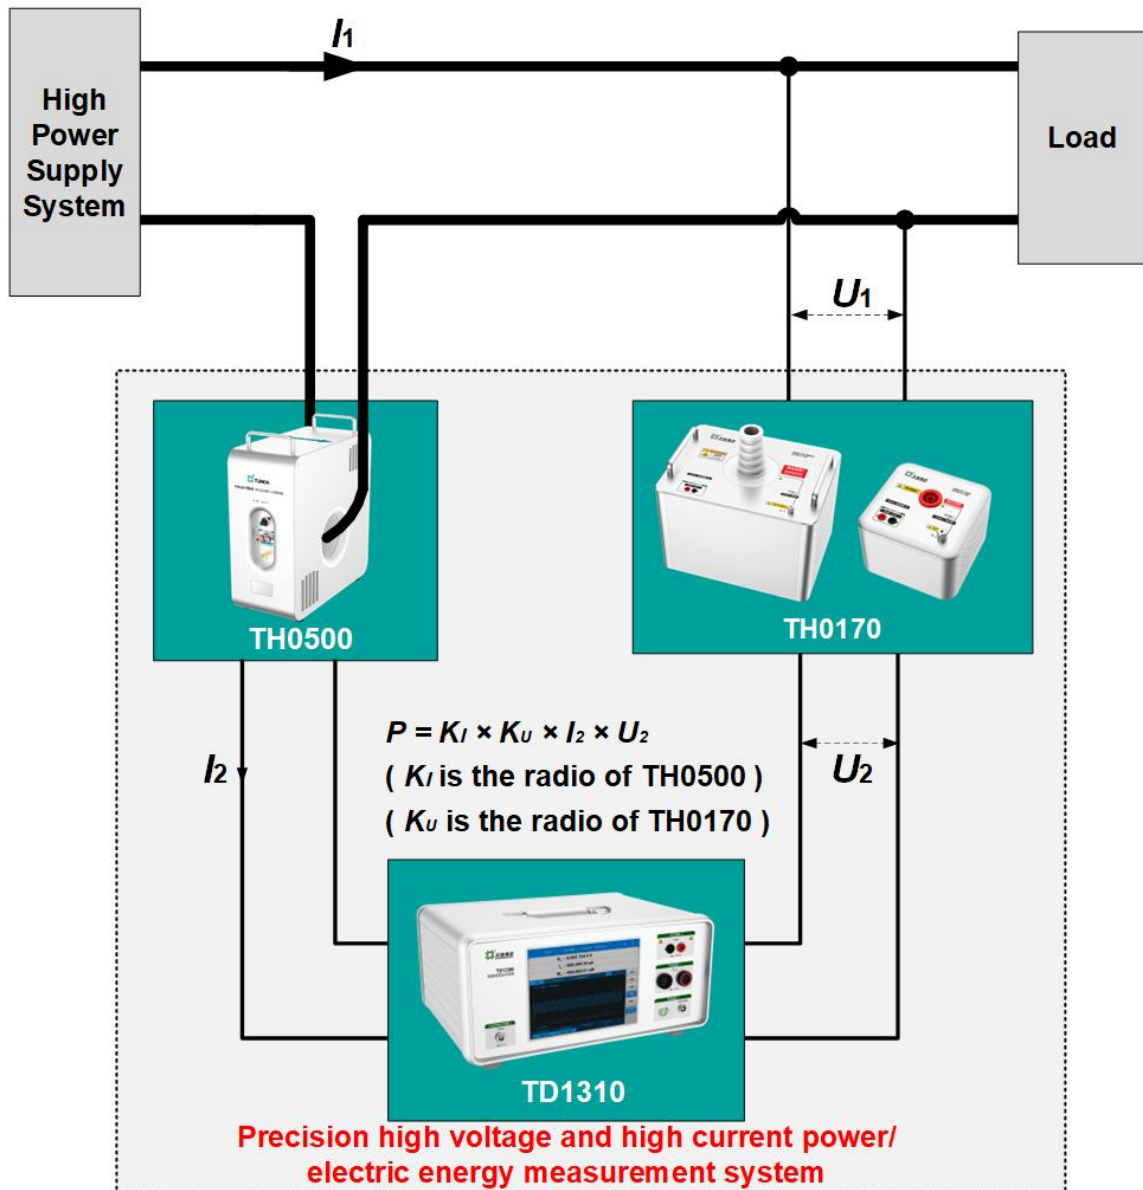 I1
High
Power
Supply
System
Load
U1
TUNKIA
TH0500
TH0170
P = KI × KU × I2 × U2
( KI is the radio of TH0500 )
( KU is the radio of TH0170 )
I2
U2
TD1310
Precision high voltage and high current power/
electric energy measurement system